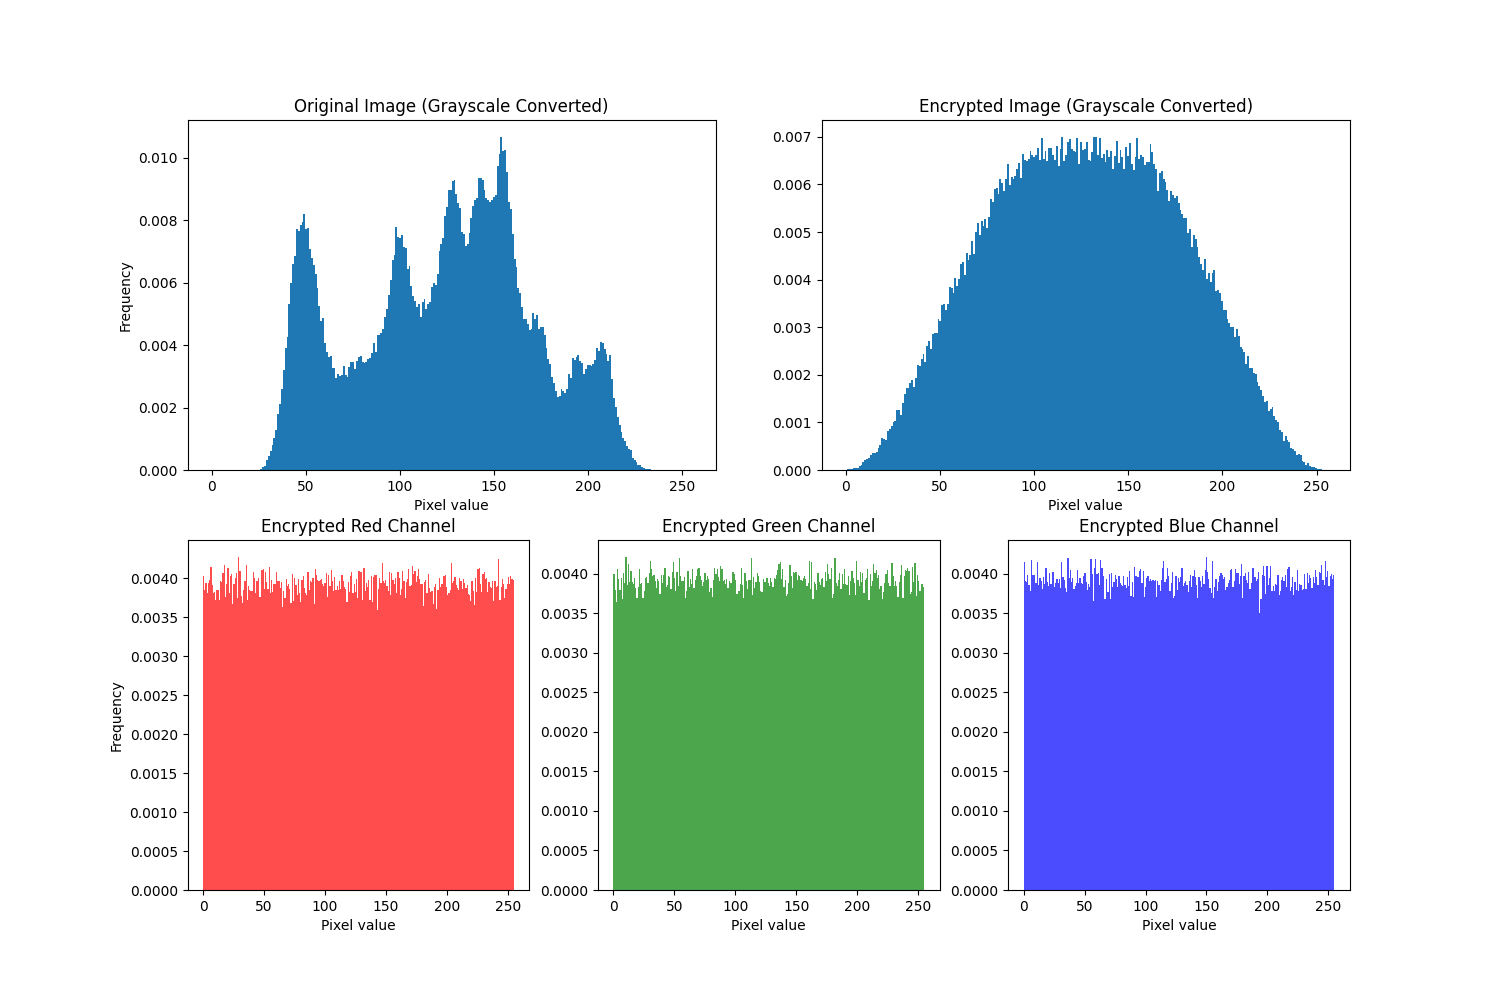 Original Image (Grayscale Converted)
Frequency
0.010
0.008
0.006
0.004
0.002
0.000
0 50 100 150 200 250
Pixel value
Encrypted Image (Grayscale Converted)
0.007
0.006
0.005
0.004
0.003
0.002
0.001
0.000
0 50 100 150 200 250
Pixel value
Encrypted Red Channel
Frequency
0.0040
0.0035
0.0030
0.0025
0.0020
0.0015
0.0010
0.0005
0.0000
0 50 100 150 200 250
Pixel value
Encrypted Green Channel
0.0040
0.0035
0.0030
0.0025
0.0020
0.0015
0.0010
0.0005
0.0000
0 50 100 150 200 250
Pixel value
Encrypted Blue Channel
0.0040
0.0035
0.0030
0.0025
0.0020
0.0015
0.0010
0.0005
0.0000
0 50 100 150 200 250
Pixel value